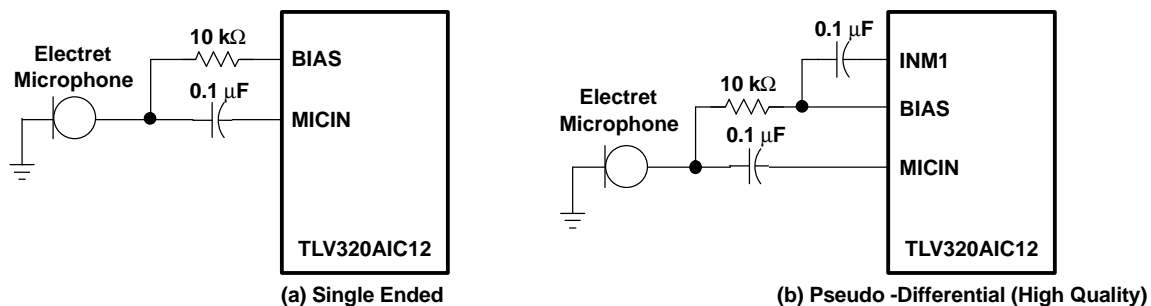 Electret
Microphone
10 kΩ
0.1 μF
BIAS
MICIN
TLV320AIC12
(a) Single Ended
Electret
Microphone
0.1 μF
10 kΩ
0.1 μF
INM1
BIAS
MICIN
TLV320AIC12
(b) Pseudo -Differential (High Quality)